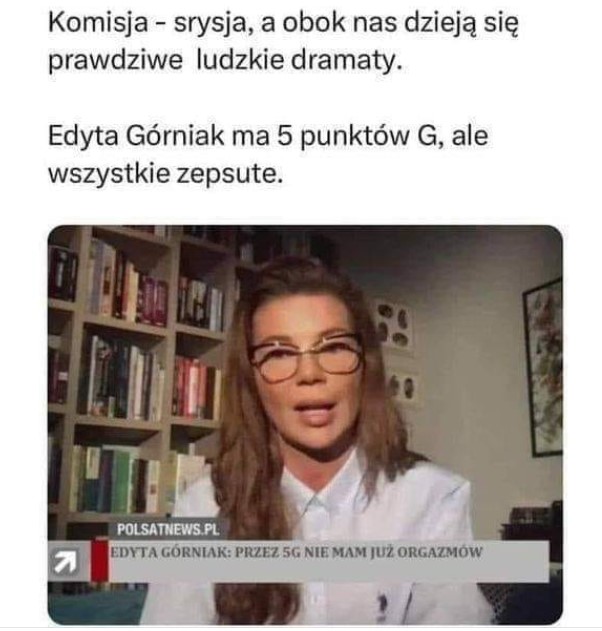 Komisja - srysja, a obok nas dzieją się
prawdziwe ludzkie dramaty.
Edyta Górniak ma 5 punktów G, ale
wszystkie zepsute.
POLSATNEWS.PL
EDYTA GÓRNIAK: PRZEZ 5G NIE MAM JUŻ ORGAZMÓW